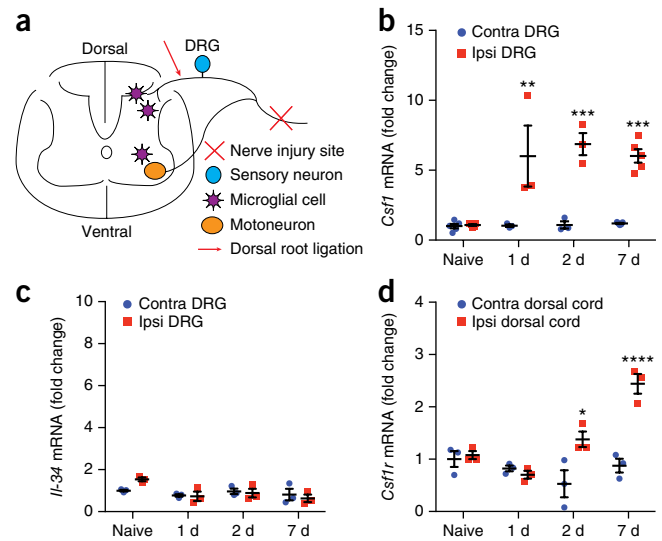 a
Dorsal
DRG
Ventral
Nerve injury site
Sensory neuron
Microglial cell
Motoneuron
Dorsal root ligation
b
Contra DRG
Ipsi DRG
Csf1 mRNA (fold change)
15
10
5
0
**
***
***
Naive 1 d 2 d 7 d
c
Contra DRG
Ipsi DRG
Il-34 mRNA (fold change)
10
8
6
4
2
0
Naive 1 d 2 d 7 d
d
Contra dorsal cord
Ipsi dorsal cord
Csf1r mRNA (fold change)
4
3
2
1
0
*
****
Naive 1 d 2 d 7 d